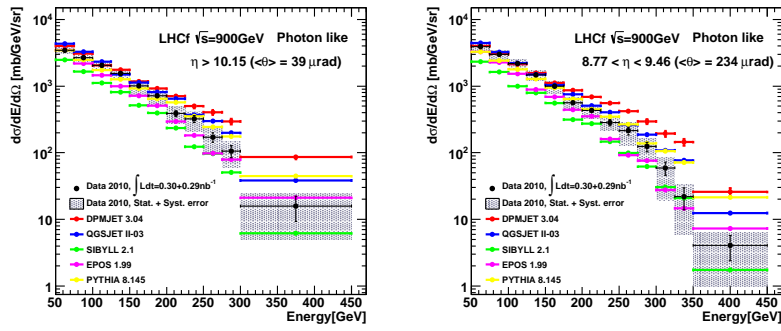 LHCf √s=900GeV Photon like
η > 10.15 (<θ> = 39 μrad)
dσ/dE/dΩ [mb/GeV/sr]
10⁴
10³
10²
10
1
Data 2010, ∫Ldt=0.30+0.29nb⁻¹
Data 2010, Stat. + Syst. error
DPMJET 3.04
QGSJET II-03
SIBYLL 2.1
EPOS 1.99
PYTHIA 8.145
50 100 150 200 250 300 350 400 450
Energy[GeV]
LHCf √s=900GeV Photon like
8.77 < η < 9.46 (<θ> = 234 μrad)
dσ/dE/dΩ [mb/GeV/sr]
10⁴
10³
10²
10
1
Data 2010, ∫Ldt=0.30+0.29nb⁻¹
Data 2010, Stat. + Syst. error
DPMJET 3.04
QGSJET II-03
SIBYLL 2.1
EPOS 1.99
PYTHIA 8.145
50 100 150 200 250 300 350 400 450
Energy[GeV]